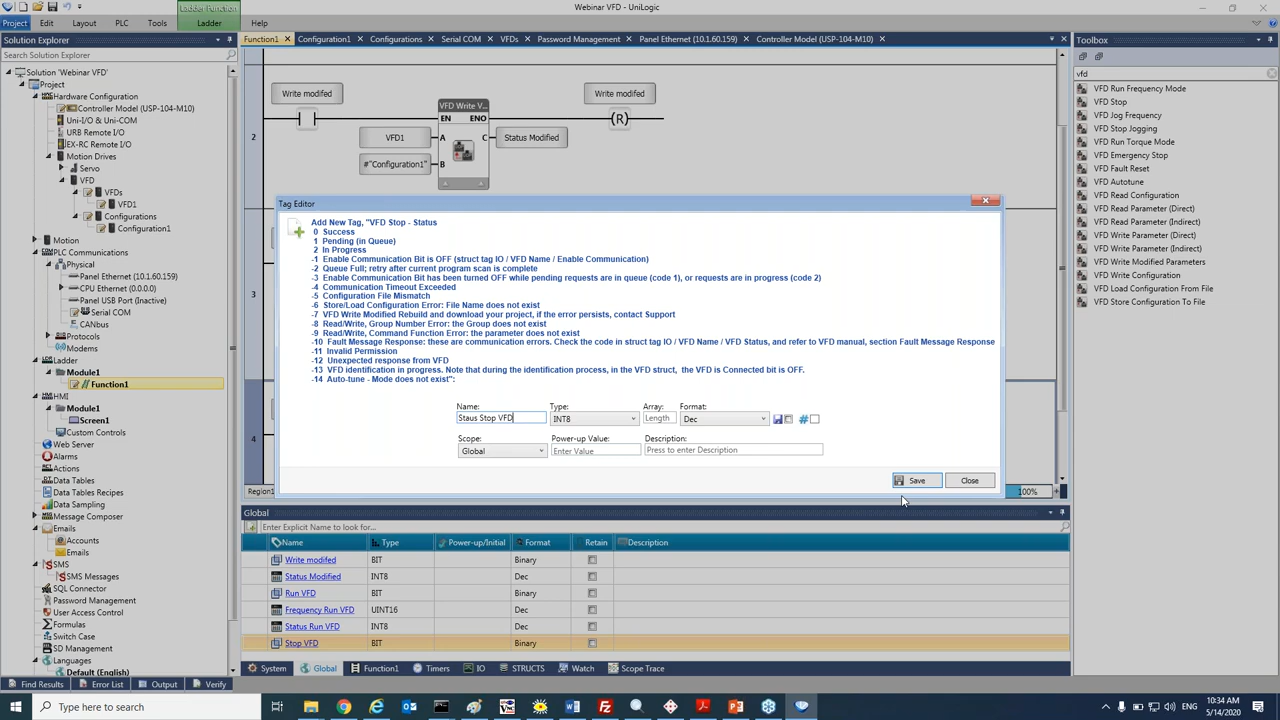 Webinar VFD - UniLogic
Ladder Function
Project Edit Layout PLC Tools Ladder Help
Solution Explorer
Search Solution Explorer
Solution 'Webinar VFD'
Project
Hardware Configuration
Controller Model (USP-104-M10)
Uni-I/O & Uni-COM
URB Remote I/O
EX-RC Remote I/O
Motion Drives
Servo
VFD
VFDs
VFD1
Configurations
Configuration1
Motion
PLC Communications
Physical
Panel Ethernet (10.1.60.159)
CPU Ethernet (0.0.0.0)
Panel USB Port (Inactive)
Serial COM
CANbus
Protocols
Modems
Ladder
Module1
Function1
HMI
Module1
Screen1
Custom Controls
Web Server
Alarms
Actions
Data Tables
Data Tables Recipes
Data Sampling
Message Composer
Emails
Accounts
Emails
SMS
SMS Messages
SQL Connector
Password Management
User Access Control
Formulas
Switch Case
SD Management
Languages
Default (English)
Find Results Error List Output Verify
Function1 Configuration1 Configurations Serial COM VFDs Password Management Panel Ethernet (10.1.60.159) Controller Model (USP-104-M10)
Write modifed
Write modifed
VFD Write V...
EN ENO
2
(R)
VFD1 A C Status Modified
#"Configuration1" B
3
4
Tag Editor
Add New Tag, "VFD Stop - Status
0 Success
1 Pending (in Queue)
2 In Progress
-1 Enable Communication Bit is OFF (struct tag IO / VFD Name / Enable Communication)
-2 Queue Full; retry after current program scan is complete
-3 Enable Communication Bit has been turned OFF while pending requests are in queue (code 1), or requests are in progress (code 2)
-4 Communication Timeout Exceeded
-5 Configuration File Mismatch
-6 Store/Load Configuration Error: File Name does not exist
-7 VFD Write Modified Rebuild and download your project, if the error persists, contact Support
-8 Read/Write, Group Number Error: the Group does not exist
-9 Read/Write, Command Function Error: the parameter does not exist
-10 Fault Message Response: these are communication errors. Check the code in struct tag IO / VFD Name / VFD Status, and refer to VFD manual, section Fault Message Response
-11 Invalid Permission
-12 Unexpected response from VFD
-13 VFD identification in progress. Note that during the identification process, in the VFD struct, the VFD is Connected bit is OFF.
-14 Auto-tune - Mode does not exist":
Name: Type: Array: Format:
Staus Stop VFD INT8 Length Dec #
Scope: Power-up Value: Description:
Global Enter Value Press to enter Description
Save Close
Region1
100%
Global
Enter Explicit Name to look for...
Name Type Power-up/Initial Format Retain Description
Write modifed BIT Binary
Status Modified INT8 Dec
Run VFD BIT Binary
Frequency Run VFD UINT16 Dec
Status Run VFD INT8 Dec
Stop VFD BIT Binary
System Global Function1 Timers IO STRUCTS Watch Scope Trace
Toolbox
vfd
VFD Run Frequency Mode
VFD Stop
VFD Jog Frequency
VFD Stop Jogging
VFD Run Torque Mode
VFD Emergency Stop
VFD Fault Reset
VFD Autotune
VFD Read Configuration
VFD Read Parameter (Direct)
VFD Read Parameter (Indirect)
VFD Write Parameter (Direct)
VFD Write Parameter (Indirect)
VFD Write Modified Parameters
VFD Write Configuration
VFD Load Configuration From File
VFD Store Configuration To File
Type here to search
ENG
10:34 AM
5/14/2020